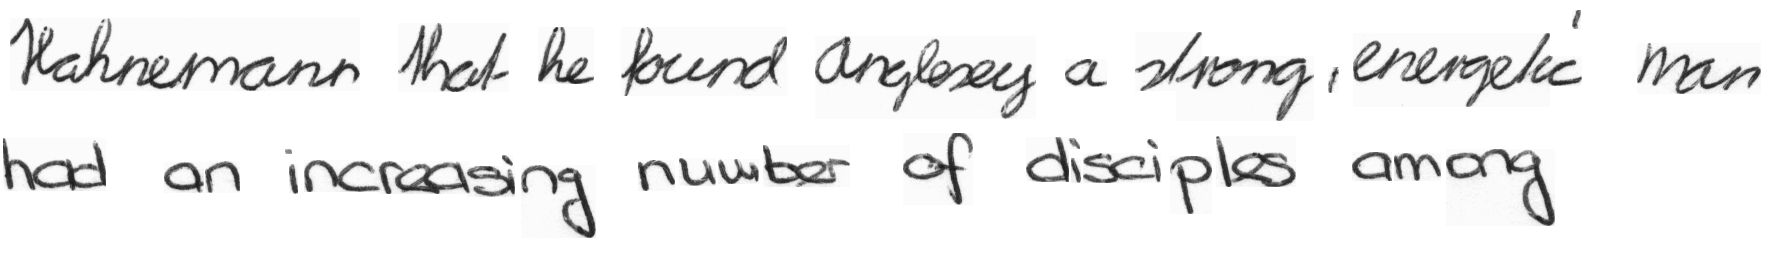 Hahnemann that he found Anglesey a strong, energetic man
had an increasing number of disciples among